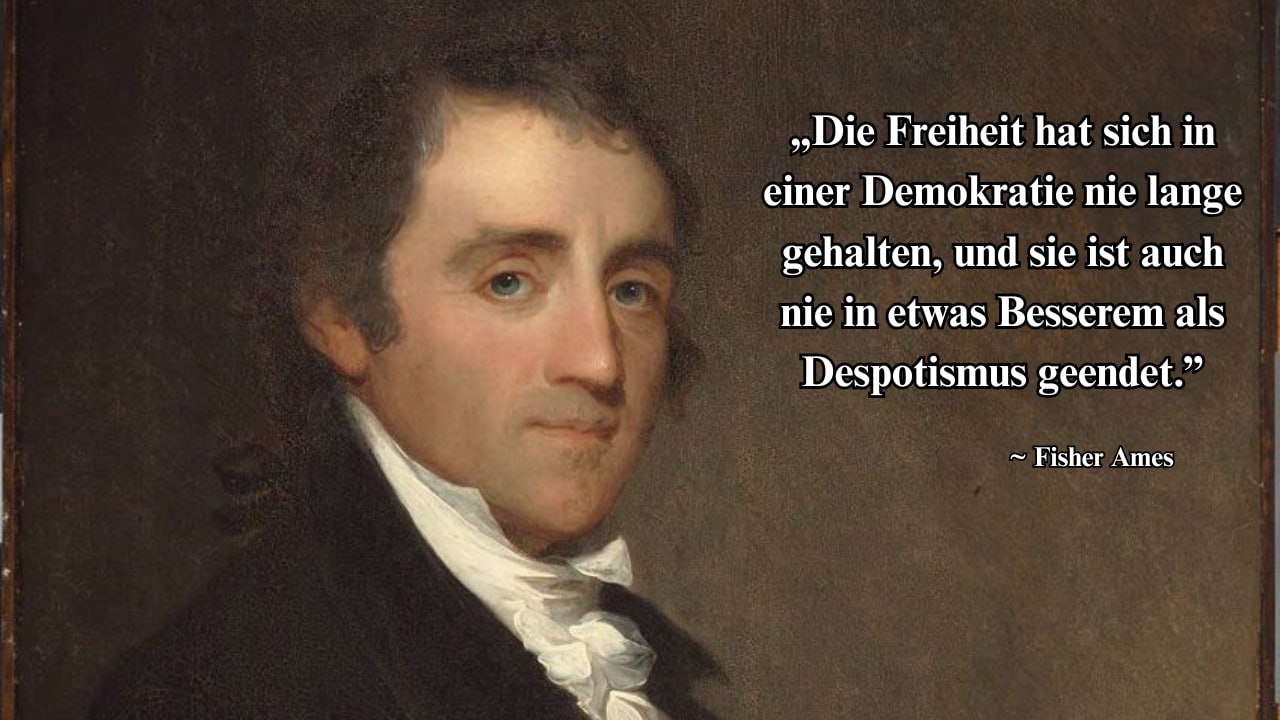 „Die Freiheit hat sich in
einer Demokratie nie lange
gehalten, und sie ist auch
nie in etwas Besserem als
Despotismus geendet.”
~ Fisher Ames